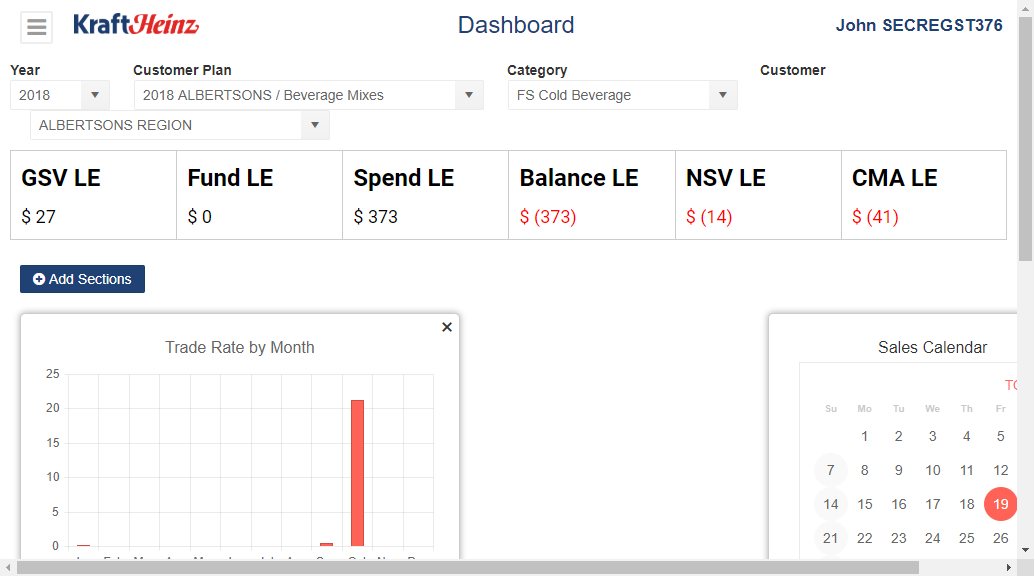 KraftHeinz
Dashboard
John SECREGST376
Year
Customer Plan
Category
Customer
2018
2018 ALBERTSONS / Beverage Mixes
FS Cold Beverage
ALBERTSONS REGION
GSV LE
Fund LE
Spend LE
Balance LE
NSV LE
CMA LE
$ 27
$ 0
$ 373
$ (373)
$ (14)
$ (41)
Add Sections
Trade Rate by Month
25
20
15
10
5
0
Sales Calendar
Su Mo Tu We Th Fr
1 2 3 4 5
7 8 9 10 11 12
14 15 16 17 18 19
21 22 23 24 25 26